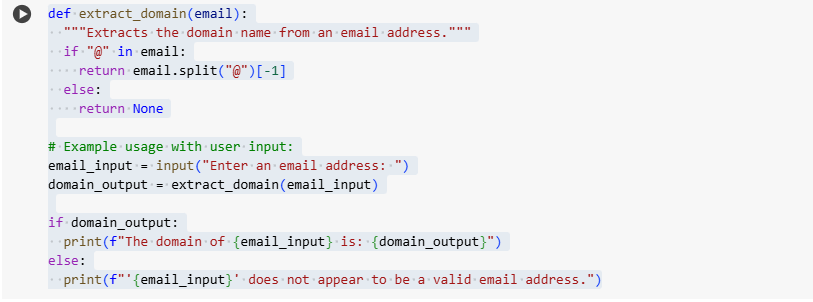 def extract_domain(email):
  """Extracts the domain name from an email address."""
  if "@" in email:
    return email.split("@")[-1]
  else:
    return None

# Example usage with user input:
email_input = input("Enter an email address: ")
domain_output = extract_domain(email_input)

if domain_output:
  print(f"The domain of {email_input} is: {domain_output}")
else:
  print(f"'{email_input}' does not appear to be a valid email address.")